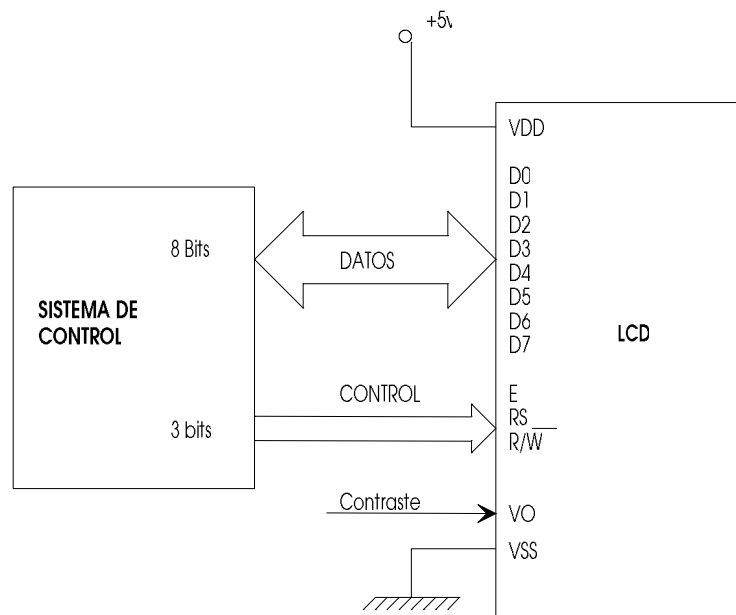 +5v
VDD
D0
D1
D2
D3
D4
D5
D6
D7
8 Bits
DATOS
SISTEMA DE
CONTROL
LCD
CONTROL
3 bits
E
RS
R/W
Contraste
VO
VSS